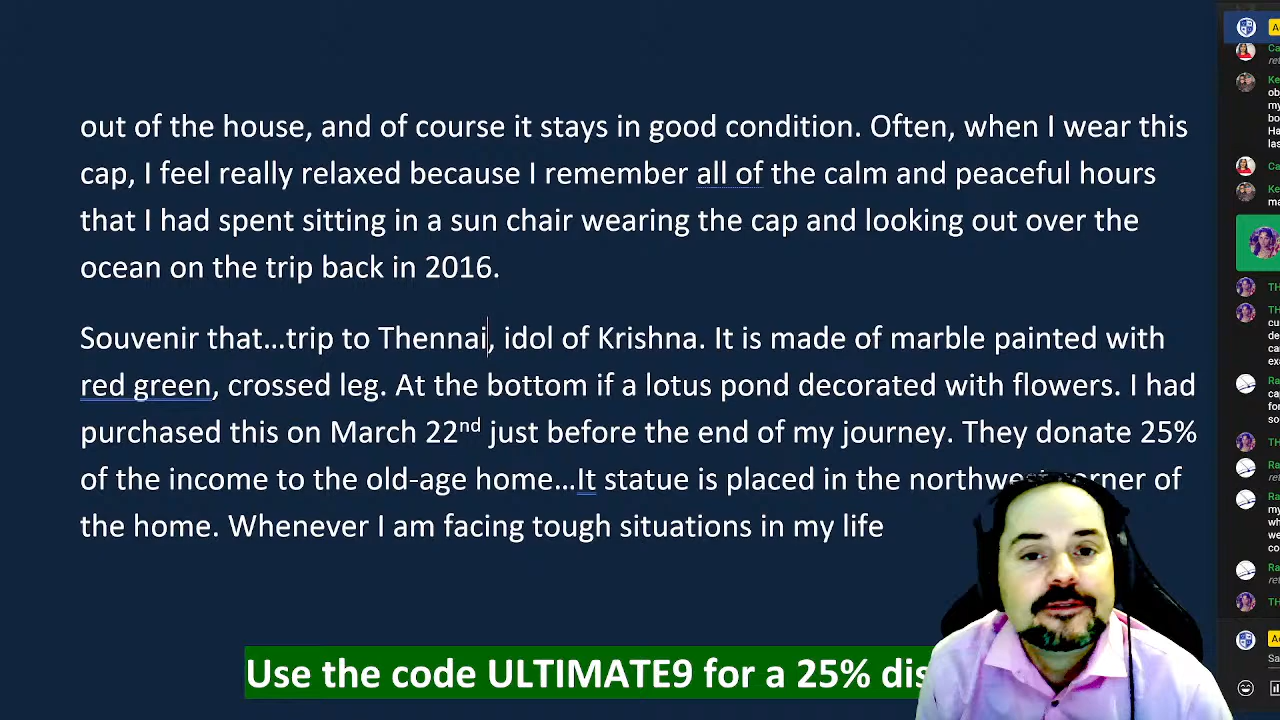 out of the house, and of course it stays in good condition. Often, when I wear this
cap, I feel really relaxed because I remember all of the calm and peaceful hours
that I had spent sitting in a sun chair wearing the cap and looking out over the
ocean on the trip back in 2016.
Souvenir that...trip to Thennai, idol of Krishna. It is made of marble painted with
red green, crossed leg. At the bottom if a lotus pond decorated with flowers. I had
purchased this on March 22nd just before the end of my journey. They donate 25%
of the income to the old-age home...It statue is placed in the northwest corner of
the home. Whenever I am facing tough situations in my life
Use the code ULTIMATE9 for a 25% dis